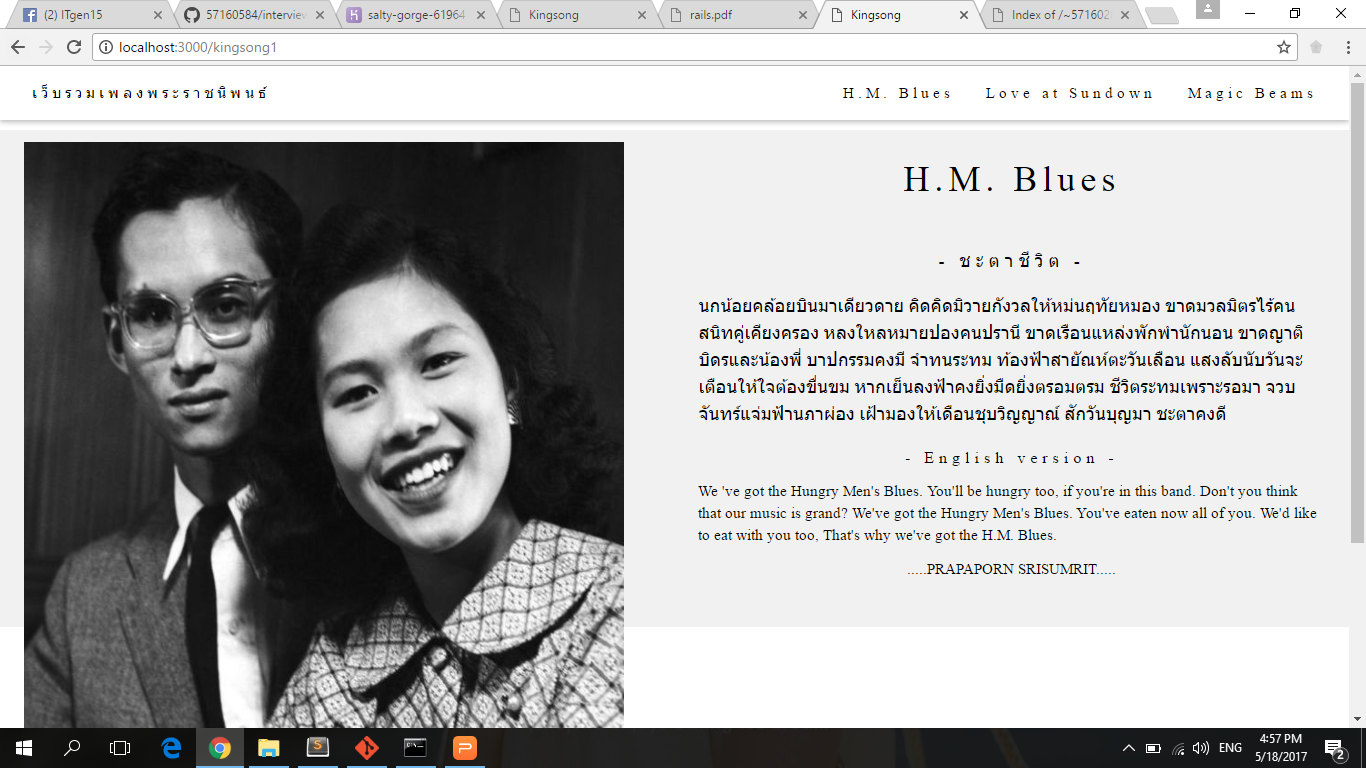 (2) ITgen15
57160584/interview
salty-gorge-61964
Kingsong
rails.pdf
Kingsong
Index of /~571602
localhost:3000/kingsong1
เว็บรวมเพลงพระราชนิพนธ์
H.M. Blues
Love at Sundown
Magic Beams
H.M. Blues
- ชะตาชีวิต -
นกน้อยคล้อยบินมาเดียวดาย คิดคิดมิวายกังวลให้หม่นฤทัยหมอง ขาดมวลมิตรไร้คน
สนิทคู่เคียงครอง หลงใหลหมายปองคนปรานี ขาดเรือนแหล่งพักพำนักนอน ขาดญาติ
บิดรและน้องพี่ บาปกรรมคงมี จำทนระทม ท้องฟ้าสายัณห์ตะวันเลือน แสงลับนับวันจะ
เตือนให้ใจต้องขื่นขม หากเย็นลงฟ้าคงยิ่งมืดยิ่งตรอมตรม ชีวิตระทมเพราะรอมา จวบ
จันทร์แจ่มฟ้านภาผ่อง เฝ้ามองให้เดือนชุบวิญญาณ์ สักวันบุญมา ชะตาคงดี
- English version -
We 've got the Hungry Men's Blues. You'll be hungry too, if you're in this band. Don't you think
that our music is grand? We've got the Hungry Men's Blues. You've eaten now all of you. We'd like
to eat with you too, That's why we've got the H.M. Blues.
.....PRAPAPORN SRISUMRIT.....
ENG
4:57 PM
5/18/2017
2